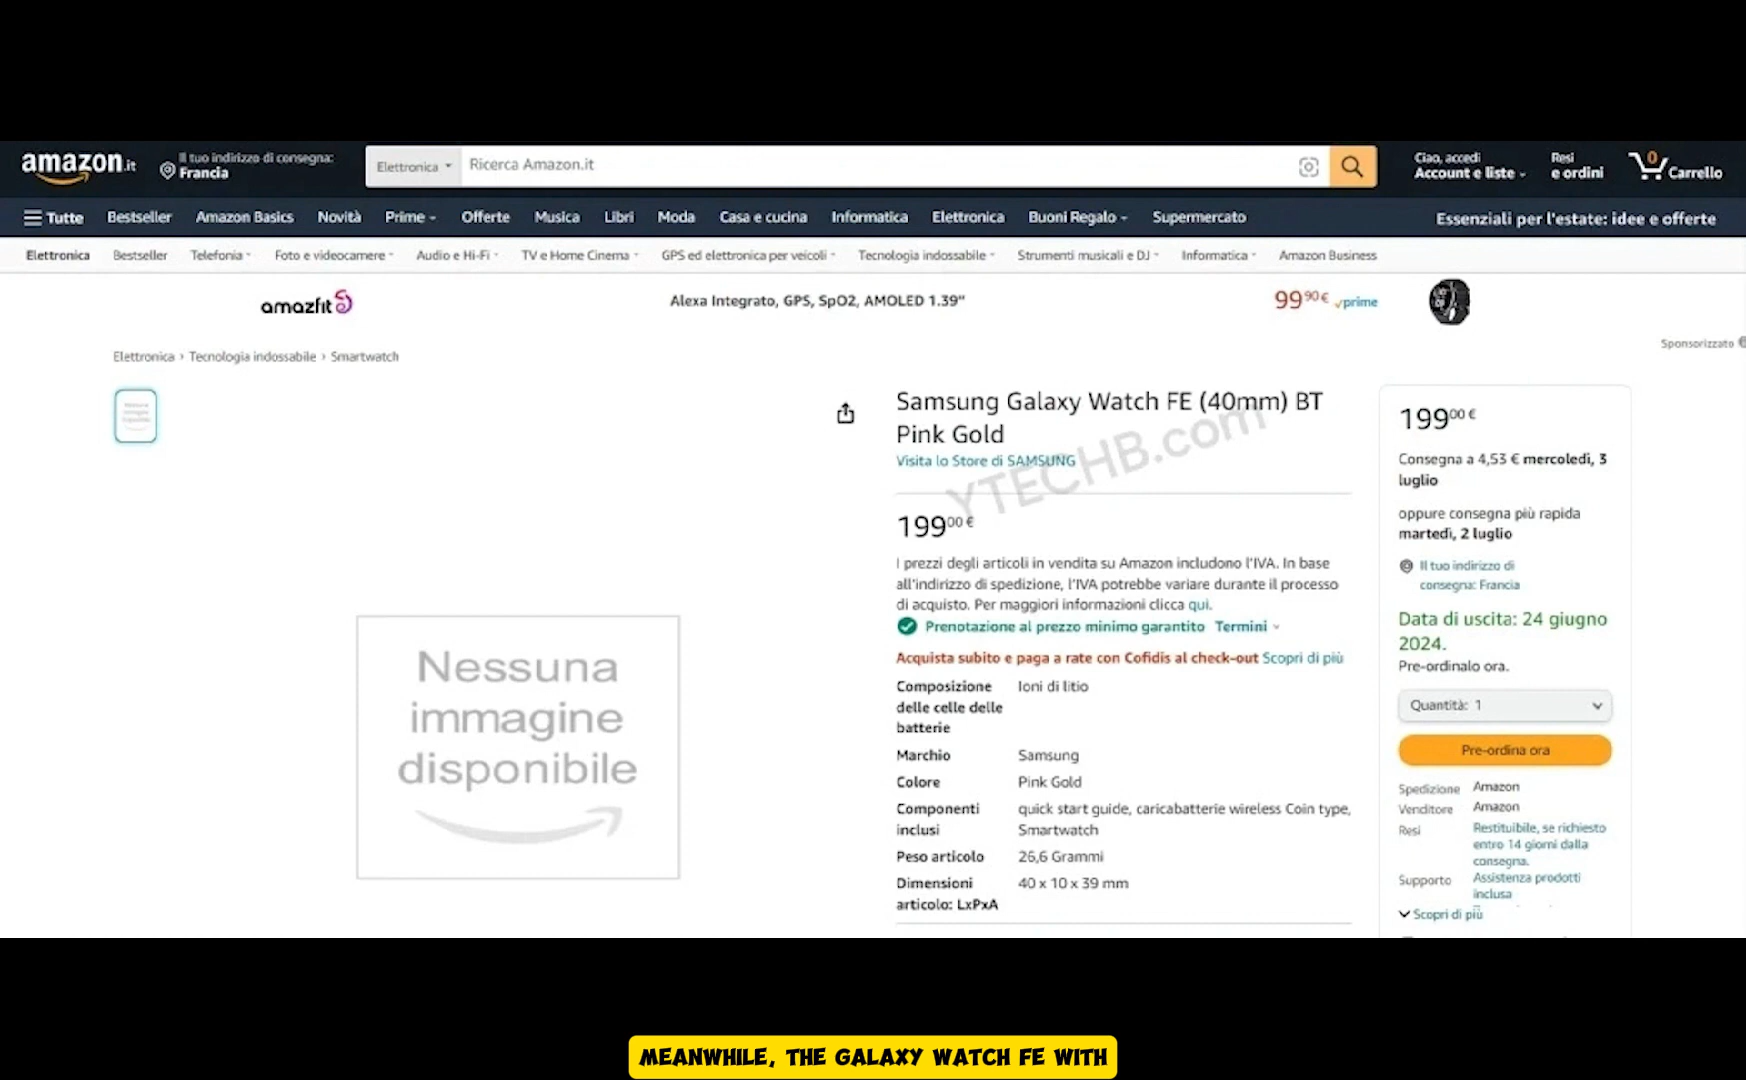 amazon.it
Il tuo indirizzo di consegna:
Francia
Elettronica
Ricerca Amazon.it
Ciao, accedi
Account e liste
Resi
e ordini
0
Carrello
Tutte
Bestseller
Amazon Basics
Novità
Prime
Offerte
Musica
Libri
Moda
Casa e cucina
Informatica
Elettronica
Buoni Regalo
Supermercato
Essenziali per l'estate: idee e offerte
Elettronica
Bestseller
Telefonia
Foto e videocamere
Audio e Hi-Fi
TV e Home Cinema
GPS ed elettronica per veicoli
Tecnologia indossabile
Strumenti musicali e DJ
Informatica
Amazon Business
amazfit
Alexa Integrato, GPS, SpO2, AMOLED 1.39"
99⁹⁰€ prime
Sponsorizzato
Elettronica › Tecnologia indossabile › Smartwatch
Nessuna
immagine
disponibile
Samsung Galaxy Watch FE (40mm) BT
Pink Gold
Visita lo Store di SAMSUNG
YTECHB.com
199⁰⁰€
I prezzi degli articoli in vendita su Amazon includono l'IVA. In base
all'indirizzo di spedizione, l'IVA potrebbe variare durante il processo
di acquisto. Per maggiori informazioni clicca qui.
Prenotazione al prezzo minimo garantito Termini
Acquista subito e paga a rate con Cofidis al check-out Scopri di più
Composizione Ioni di litio
delle celle delle
batterie
Marchio Samsung
Colore Pink Gold
Componenti quick start guide, caricabatterie wireless Coin type,
inclusi Smartwatch
Peso articolo 26,6 Grammi
Dimensioni 40 x 10 x 39 mm
articolo: LxPxA
199⁰⁰€
Consegna a 4,53 € mercoledì, 3
luglio
oppure consegna più rapida
martedì, 2 luglio
Il tuo indirizzo di
consegna: Francia
Data di uscita: 24 giugno
2024.
Pre-ordinalo ora.
Quantità: 1
Pre-ordina ora
Spedizione Amazon
Venditore Amazon
Resi Restituibile, se richiesto
entro 14 giorni dalla
consegna.
Supporto Assistenza prodotti
inclusa
Scopri di più
MEANWHILE, THE GALAXY WATCH FE WITH